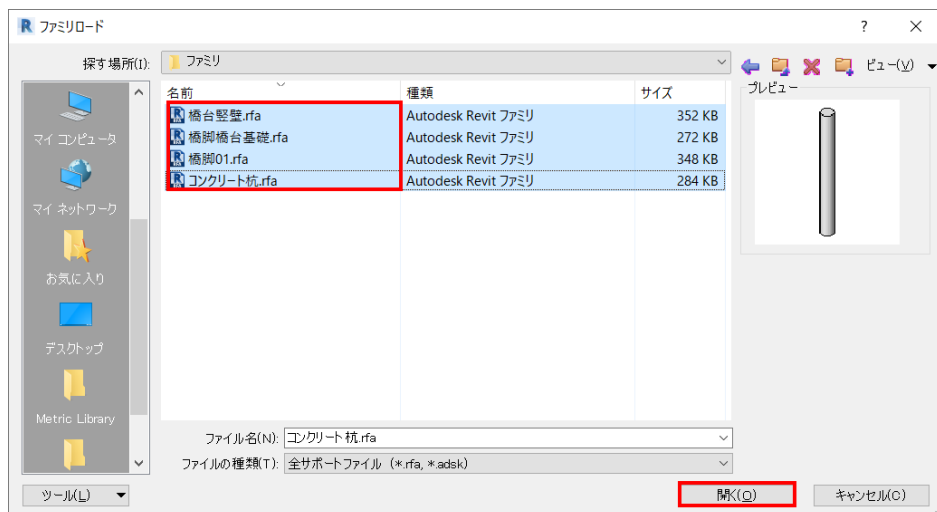 R ファミリロード ? ×
探す場所(I): ファミリ ビュー(V)
名前 種類 サイズ
橋台竪壁.rfa Autodesk Revit ファミリ 352 KB
橋脚橋台基礎.rfa Autodesk Revit ファミリ 272 KB
橋脚01.rfa Autodesk Revit ファミリ 348 KB
コンクリート杭.rfa Autodesk Revit ファミリ 284 KB
プレビュー
マイ コンピュータ
マイ ネットワーク
お気に入り
デスクトップ
Metric Library
ファイル名(N): コンクリート杭.rfa
ファイルの種類(T): 全サポートファイル (*.rfa, *.adsk)
ツール(L) 開く(O) キャンセル(C)